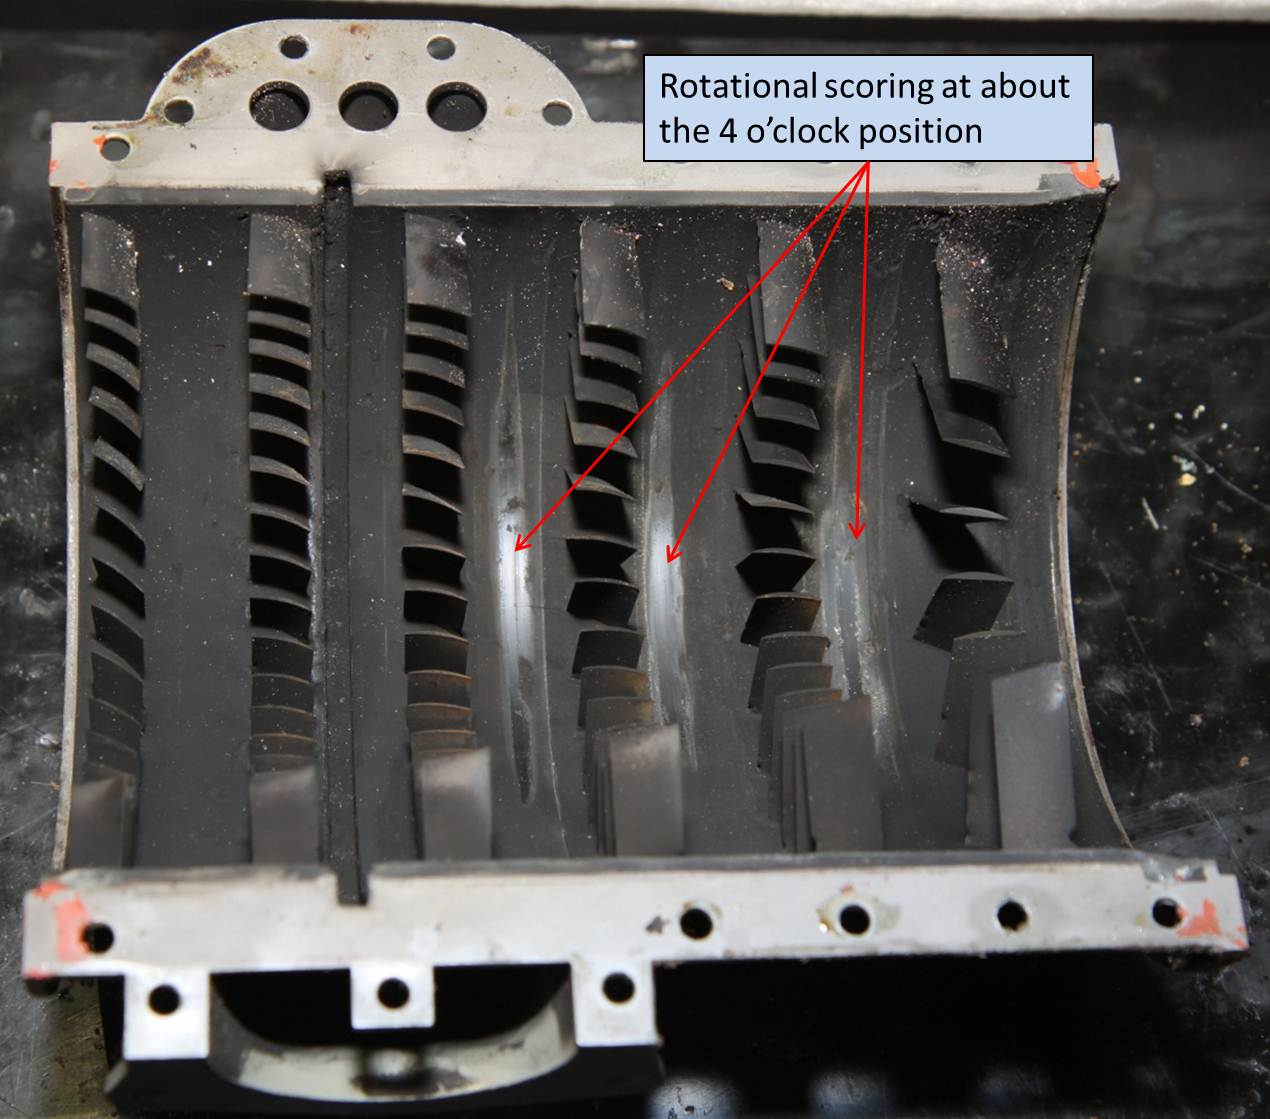 Rotational scoring at about
the 4 o’clock position